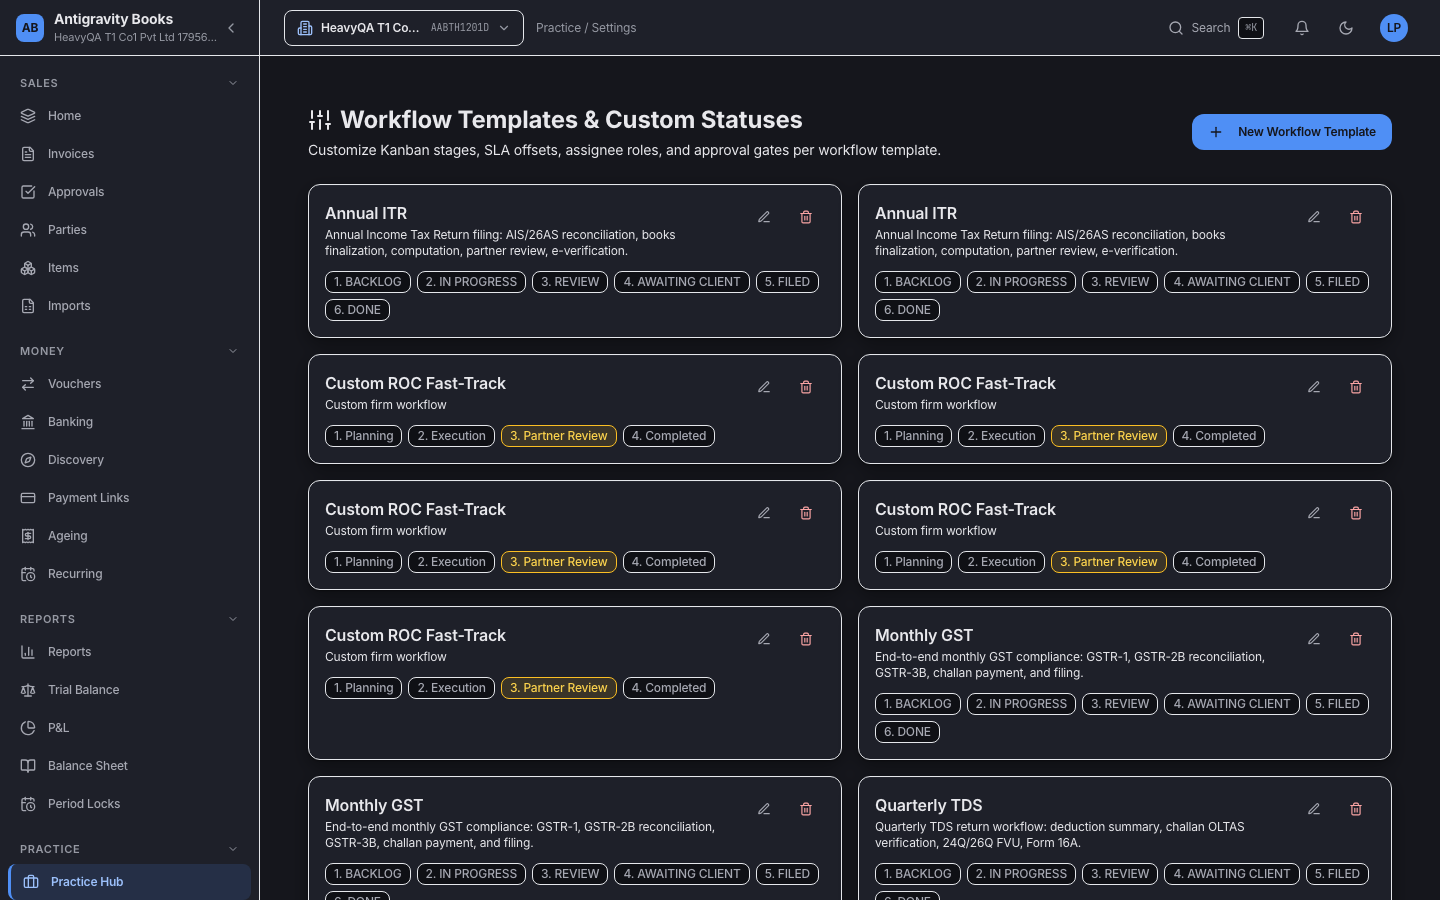 AB
Antigravity Books
HeavyQA T1 Co1 Pvt Ltd 17956...
HeavyQA T1 Co... AABTH1201D
Practice / Settings
Search ⌘K
LP
SALES
Home
Invoices
Approvals
Parties
Items
Imports
MONEY
Vouchers
Banking
Discovery
Payment Links
Ageing
Recurring
REPORTS
Reports
Trial Balance
P&L
Balance Sheet
Period Locks
PRACTICE
Practice Hub
Workflow Templates & Custom Statuses
Customize Kanban stages, SLA offsets, assignee roles, and approval gates per workflow template.
New Workflow Template
Annual ITR
Annual Income Tax Return filing: AIS/26AS reconciliation, books
finalization, computation, partner review, e-verification.
1. BACKLOG 2. IN PROGRESS 3. REVIEW 4. AWAITING CLIENT 5. FILED
6. DONE
Annual ITR
Annual Income Tax Return filing: AIS/26AS reconciliation, books
finalization, computation, partner review, e-verification.
1. BACKLOG 2. IN PROGRESS 3. REVIEW 4. AWAITING CLIENT 5. FILED
6. DONE
Custom ROC Fast-Track
Custom firm workflow
1. Planning 2. Execution 3. Partner Review 4. Completed
Custom ROC Fast-Track
Custom firm workflow
1. Planning 2. Execution 3. Partner Review 4. Completed
Custom ROC Fast-Track
Custom firm workflow
1. Planning 2. Execution 3. Partner Review 4. Completed
Custom ROC Fast-Track
Custom firm workflow
1. Planning 2. Execution 3. Partner Review 4. Completed
Custom ROC Fast-Track
Custom firm workflow
1. Planning 2. Execution 3. Partner Review 4. Completed
Monthly GST
End-to-end monthly GST compliance: GSTR-1, GSTR-2B reconciliation,
GSTR-3B, challan payment, and filing.
1. BACKLOG 2. IN PROGRESS 3. REVIEW 4. AWAITING CLIENT 5. FILED
6. DONE
Monthly GST
End-to-end monthly GST compliance: GSTR-1, GSTR-2B reconciliation,
GSTR-3B, challan payment, and filing.
1. BACKLOG 2. IN PROGRESS 3. REVIEW 4. AWAITING CLIENT 5. FILED
6. DONE
Quarterly TDS
Quarterly TDS return workflow: deduction summary, challan OLTAS
verification, 24Q/26Q FVU, Form 16A.
1. BACKLOG 2. IN PROGRESS 3. REVIEW 4. AWAITING CLIENT 5. FILED
6. DONE